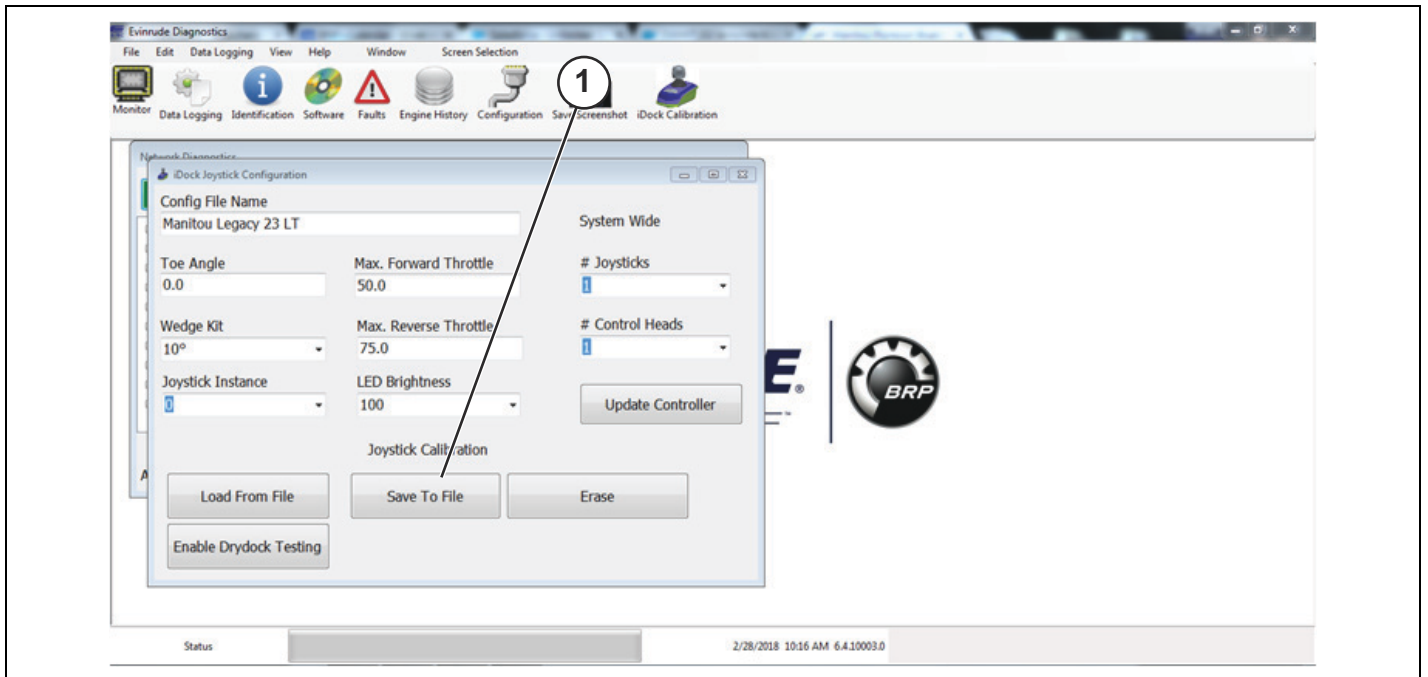 Evinrude Diagnostics
File Edit Data Logging View Help Window Screen Selection
1
Monitor Data Logging Identification Software Faults Engine History Configuration Save Screenshot iDock Calibration
Network Diagnostics
iDock Joystick Configuration
Config File Name
Manitou Legacy 23 LT
System Wide
Toe Angle Max. Forward Throttle # Joysticks
0.0 50.0 1
Wedge Kit Max. Reverse Throttle # Control Heads
10° 75.0 1
Joystick Instance LED Brightness
0 100 Update Controller
E®
BRP
Joystick Calibration
A
Load From File Save To File Erase
Enable Drydock Testing
Status 2/28/2018 10:16 AM 6.4.10003.0